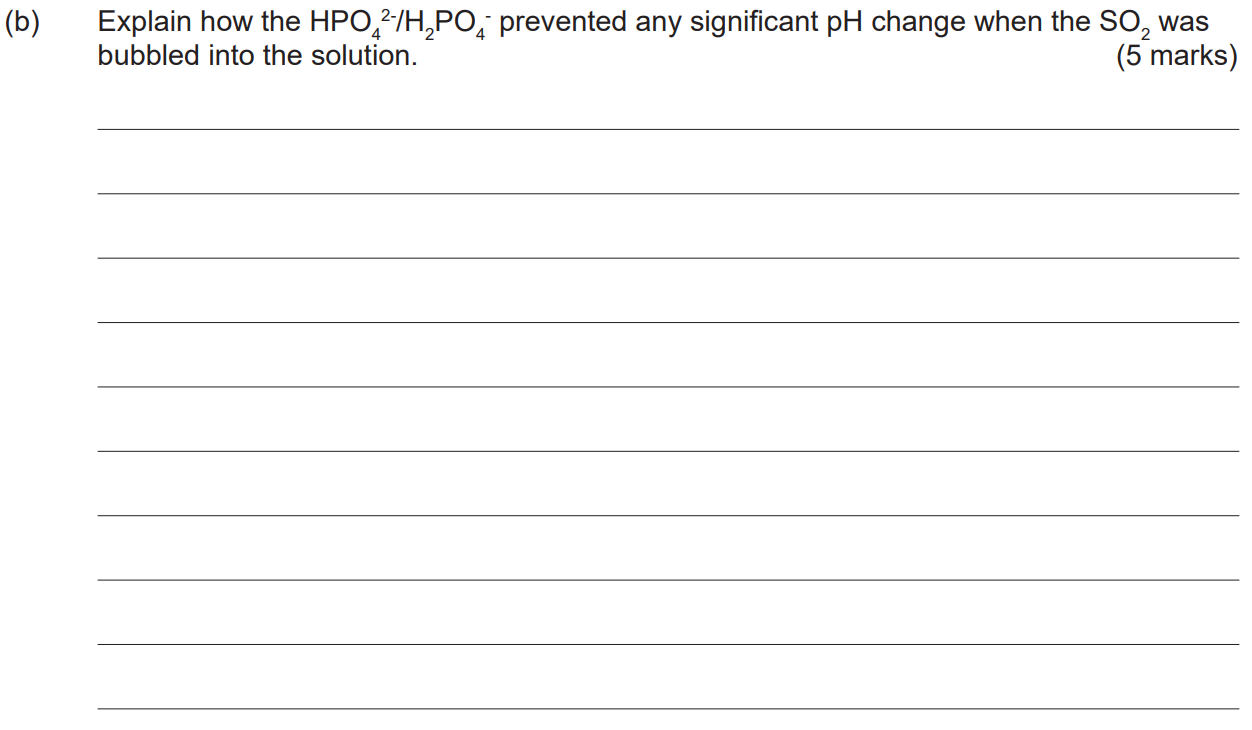 (b) Explain how the HPO₄²⁻/H₂PO₄⁻ prevented any significant pH change when the SO₂ was
bubbled into the solution. (5 marks)